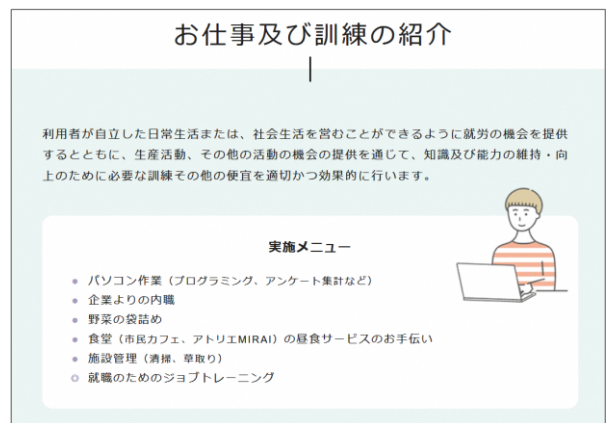 お仕事及び訓練の紹介
利用者が自立した日常生活または、社会生活を営むことができるように就労の機会を提供
するとともに、生産活動、その他の活動の機会の提供を通じて、知識及び能力の維持・向
上のために必要な訓練その他の便宜を適切かつ効果的に行います。
実施メニュー
パソコン作業（プログラミング、アンケート集計など）
企業よりの内職
野菜の袋詰め
食堂（市民カフェ、アトリエMIRAI）の昼食サービスのお手伝い
施設管理（清掃、草取り）
就職のためのジョブトレーニング